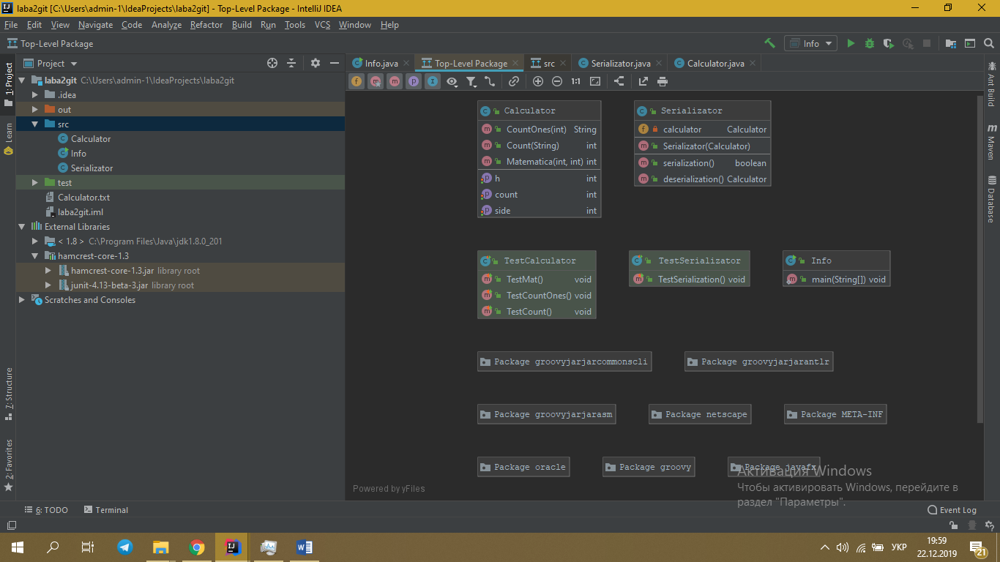 laba2git [C:\Users\admin-1\IdeaProjects\laba2git] - Top-Level Package - IntelliJ IDEA
File Edit View Navigate Code Analyze Refactor Build Run Tools VCS Window Help
Top-Level Package
Info
Project
Info.java
Top-Level Package
src
Serializator.java
Calculator.java
1: Project
Learn
7: Structure
2: Favorites
laba2git C:\Users\admin-1\IdeaProjects\laba2git
.idea
out
src
Calculator
Info
Serializator
test
Calculator.txt
laba2git.iml
External Libraries
< 1.8 > C:\Program Files\Java\jdk1.8.0_201
hamcrest-core-1.3
hamcrest-core-1.3.jar library root
junit-4.13-beta-3.jar library root
Scratches and Consoles
1:1
Calculator
CountOnes(int) String
Count(String) int
Matematica(int, int) int
h int
count int
side int
Serializator
calculator Calculator
Serializator(Calculator)
serialization() boolean
deserialization() Calculator
TestCalculator
TestMat() void
TestCountOnes() void
TestCount() void
TestSerializator
TestSerialization() void
Info
main(String[]) void
Package groovyjarjarcommonscli
Package groovyjarjarantlr
Package groovyjarjarasm
Package netscape
Package META-INF
Package oracle
Package groovy
Package javafx
Powered by yFiles
Активация Windows
Чтобы активировать Windows, перейдите в
раздел "Параметры".
Ant Build
Maven
Database
6: TODO
Terminal
Event Log
УКР
19:59
22.12.2019
21